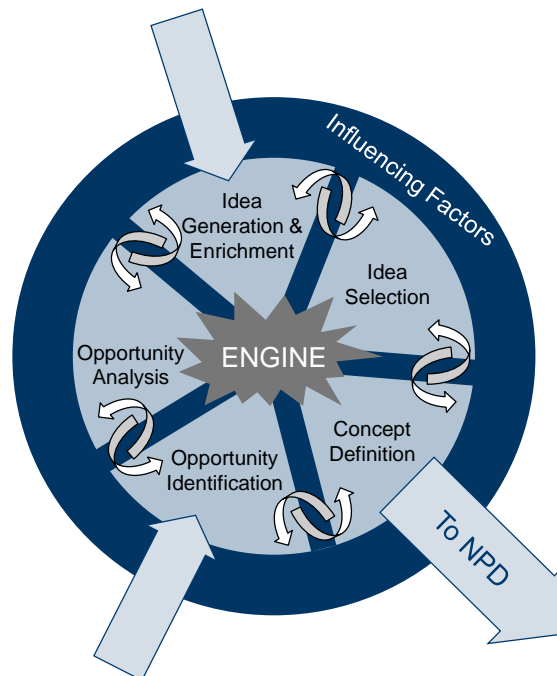 Influencing Factors
Idea
Generation &
Enrichment
Idea
Selection
ENGINE
Opportunity
Analysis
Concept
Definition
Opportunity
Identification
To NPD